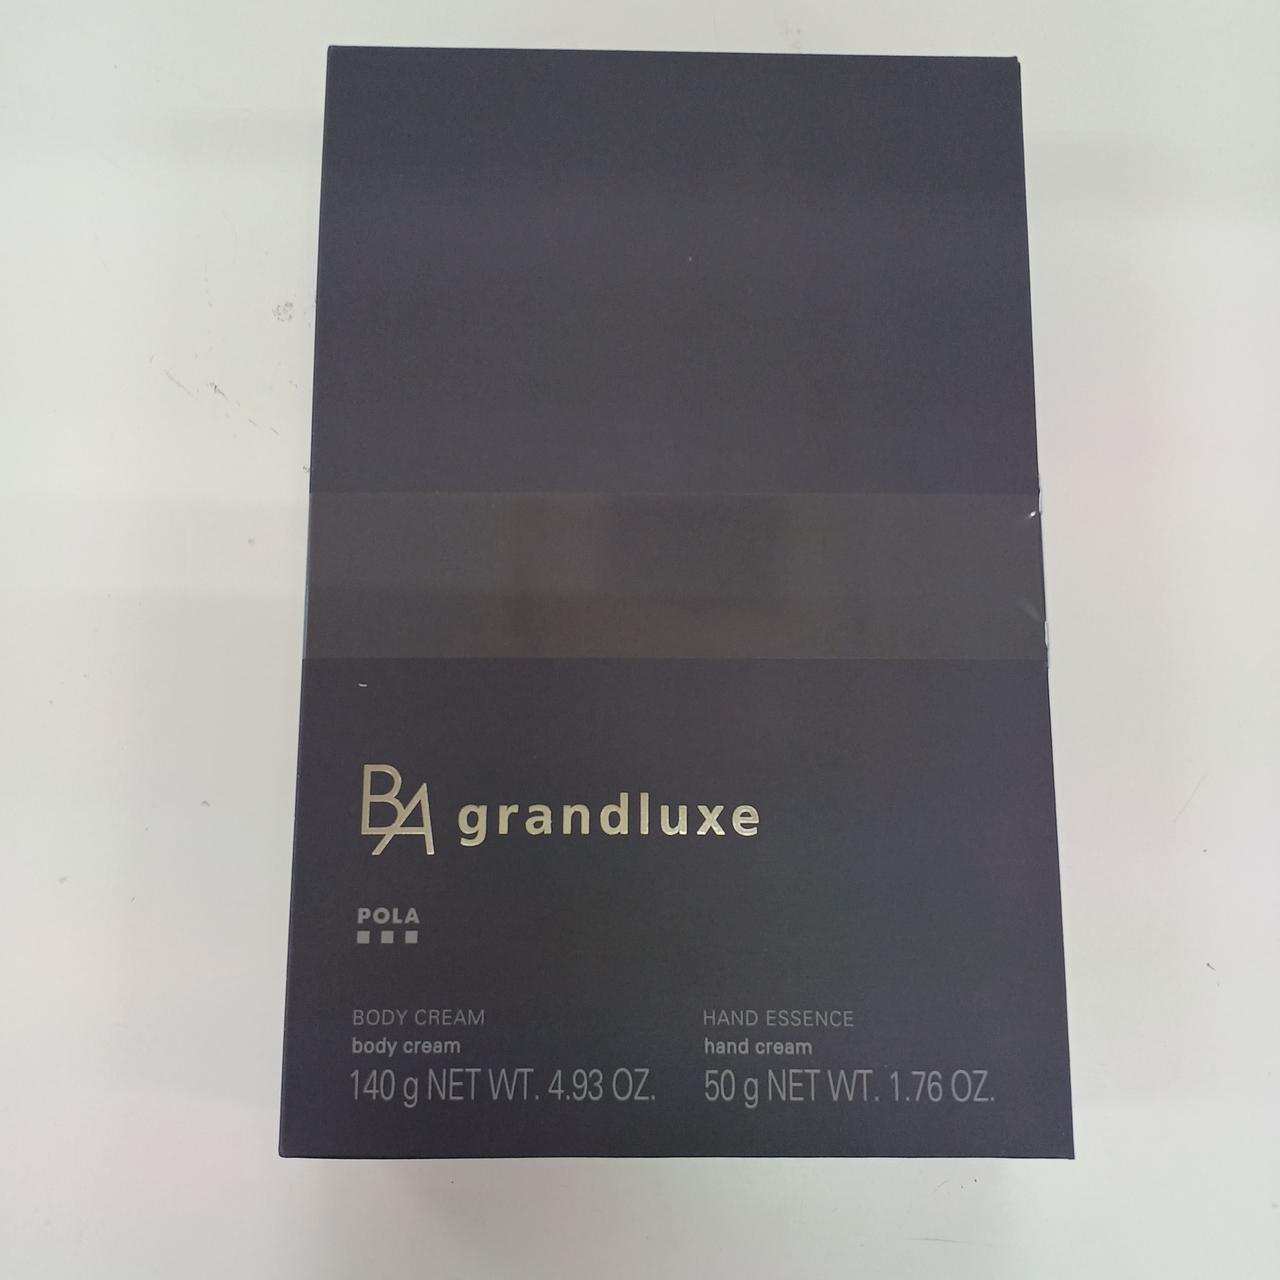 BA grandluxe
POLA
BODY CREAM
body cream
140 g NET WT. 4.93 OZ.
HAND ESSENCE
hand cream
50 g NET WT. 1.76 OZ.